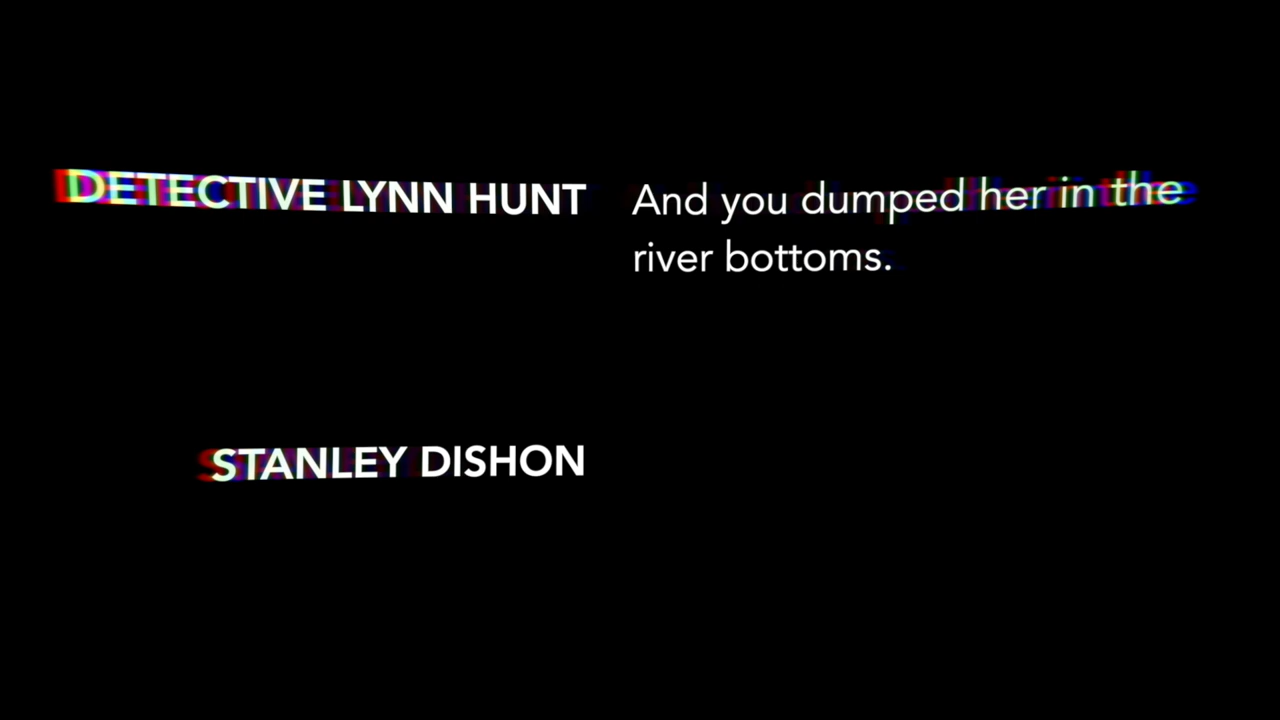 DETECTIVE LYNN HUNT And you dumped her in the
river bottoms.
STANLEY DISHON